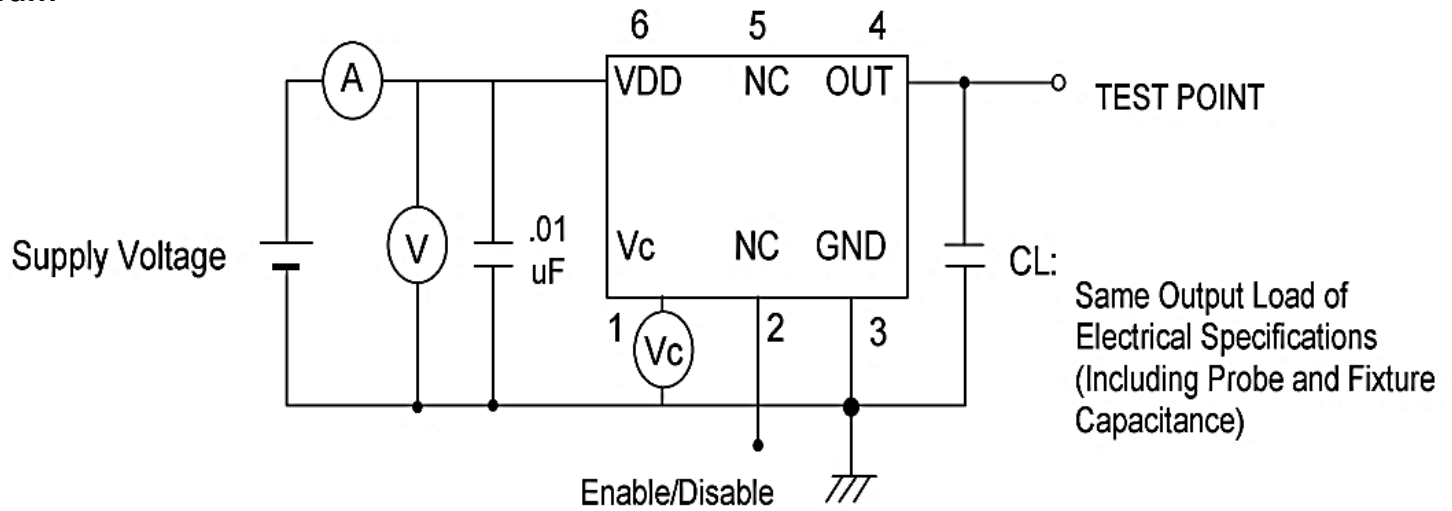 6 5 4
A
VDD NC OUT
TEST POINT
Supply Voltage
V
.01
uF
Vc NC GND
CL:
1 2 3
Vc
Same Output Load of
Electrical Specifications
(Including Probe and Fixture
Capacitance)
Enable/Disable